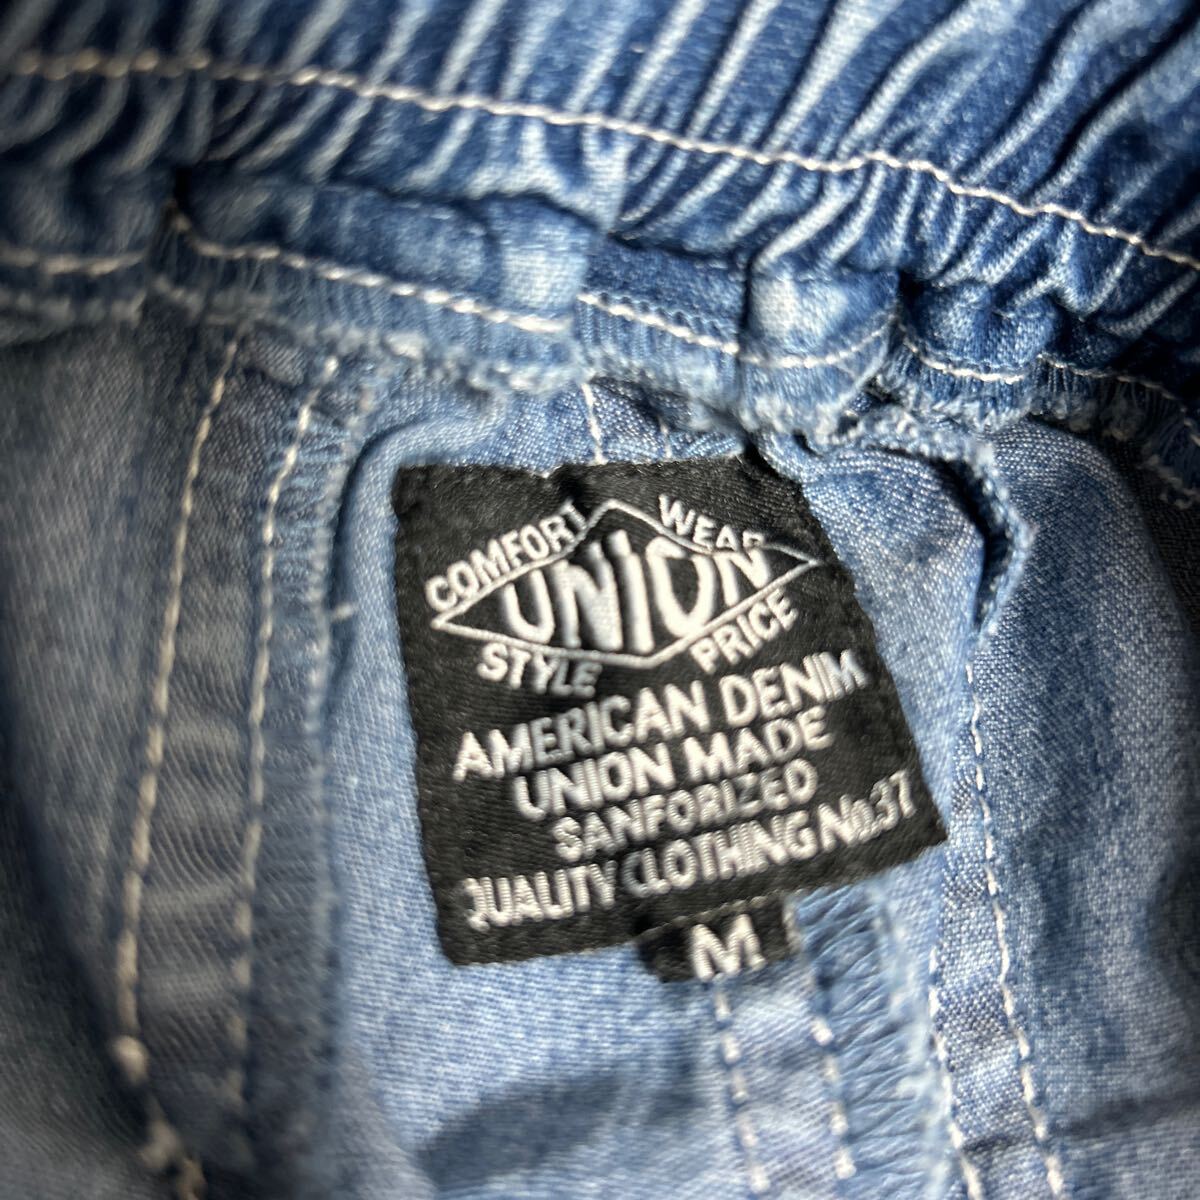 COMFORT WEAR
UNION
STYLE PRICE
AMERICAN DENIM
UNION MADE
SANFORIZED
QUALITY CLOTHING No.37
M